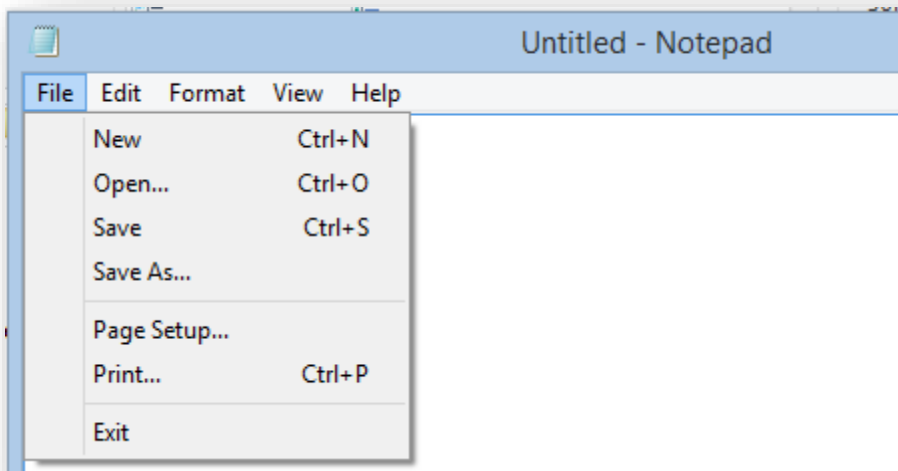 Untitled - Notepad
File Edit Format View Help
New Ctrl+N
Open... Ctrl+O
Save Ctrl+S
Save As...
Page Setup...
Print... Ctrl+P
Exit